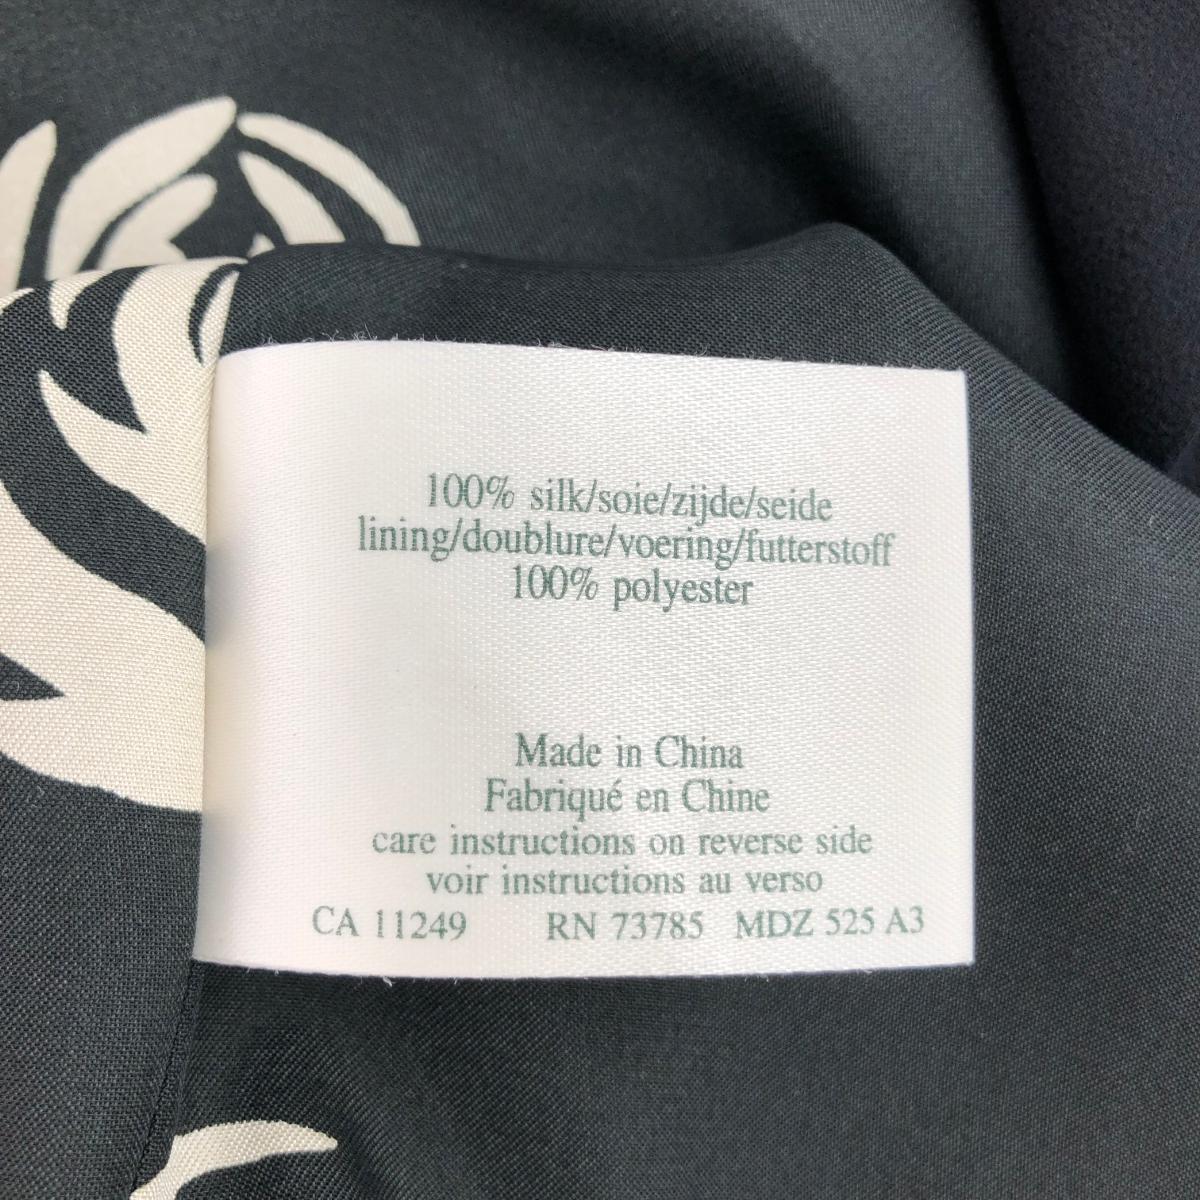 100% silk/soie/zijde/seide
lining/doublure/voering/futterstoff
100% polyester
Made in China
Fabriqué en Chine
care instructions on reverse side
voir instructions au verso
CA 11249 RN 73785 MDZ 525 A3